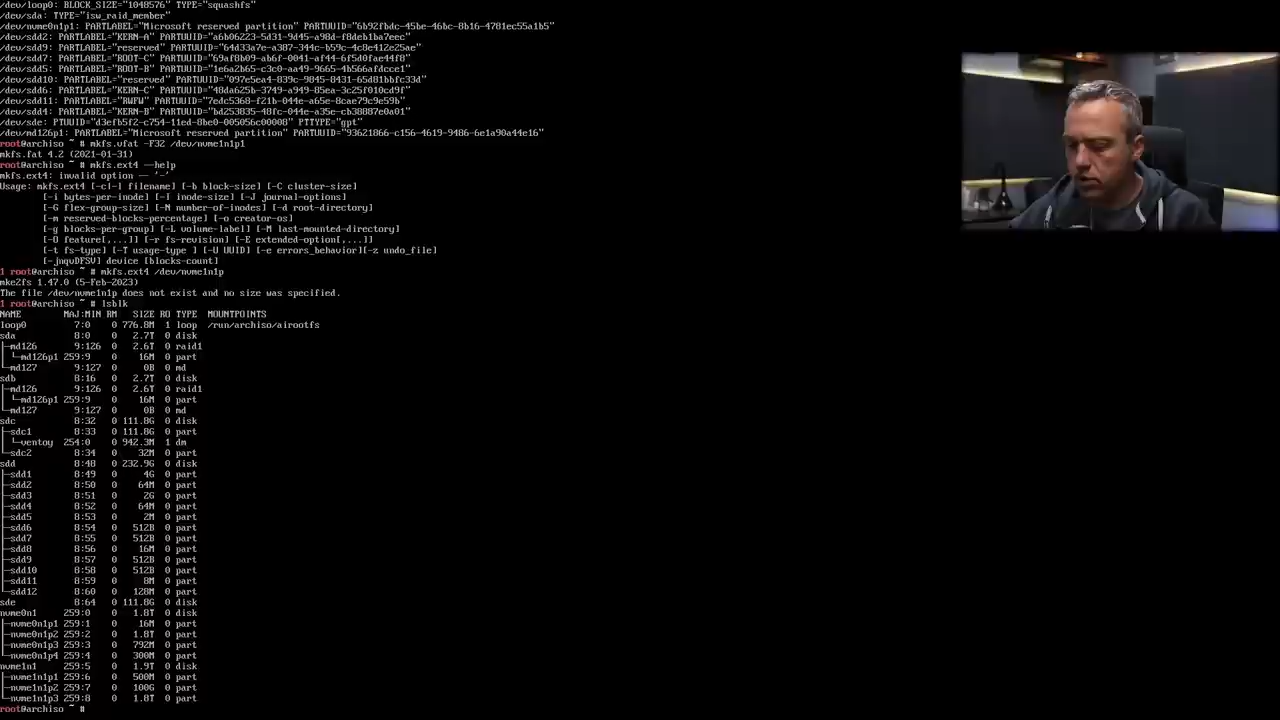 /dev/loop0: BLOCK_SIZE="1048576" TYPE="squashfs"
/dev/sda: TYPE="isw_raid_member"
/dev/nvme0n1p1: PARTLABEL="Microsoft reserved partition" PARTUUID="6b92fbdc-45be-46bc-8b16-4781ec55a1b5"
/dev/sdd2: PARTLABEL="KERN-A" PARTUUID="a6b06223-5d31-9d45-a98d-f8deb1ba7eec"
/dev/sdd9: PARTLABEL="reserved" PARTUUID="64d33a7e-a387-344c-b59c-4c8e412e25ae"
/dev/sdd7: PARTLABEL="ROOT-C" PARTUUID="69af8b09-ab6f-0041-af44-6f5d0fae44f9"
/dev/sdd5: PARTLABEL="ROOT-B" PARTUUID="1e6a2b65-c3c0-aa49-9665-4b566afdcce1"
/dev/sdd10: PARTLABEL="reserved" PARTUUID="097e5ea4-839c-9845-8431-65d81bbfc33d"
/dev/sdd6: PARTLABEL="KERN-C" PARTUUID="48da625b-3749-a949-85ea-3c25f010cd9f"
/dev/sdd11: PARTLABEL="RWFW" PARTUUID="7edc5368-f21b-044e-a65e-8cae79c9e59b"
/dev/sdd4: PARTLABEL="KERN-B" PARTUUID="bd253835-48fc-044e-a35e-cb38887e0a01"
/dev/sde: PTUUID="d3efb5f2-c754-11ed-8be0-005056c00008" PTTYPE="gpt"
/dev/md126p1: PARTLABEL="Microsoft reserved partition" PARTUUID="93621866-c156-4619-9486-6e1a90a44e16"
root@archiso ~ # mkfs.vfat -F32 /dev/nvme1n1p1
mkfs.fat 4.2 (2021-01-31)
root@archiso ~ # mkfs.ext4 --help
mkfs.ext4: invalid option -- '-'
Usage: mkfs.ext4 [-c|-l filename] [-b block-size] [-C cluster-size]
[-i bytes-per-inode] [-I inode-size] [-J journal-options]
[-G flex-group-size] [-N number-of-inodes] [-d root-directory]
[-m reserved-blocks-percentage] [-o creator-os]
[-g blocks-per-group] [-L volume-label] [-M last-mounted-directory]
[-O feature[,...]] [-r fs-revision] [-E extended-option[,...]]
[-t fs-type] [-T usage-type ] [-U UUID] [-e errors_behavior][-z undo_file]
[-jnqvDFSV] device [blocks-count]
1 root@archiso ~ # mkfs.ext4 /dev/nvme1n1p
mke2fs 1.47.0 (5-Feb-2023)
The file /dev/nvme1n1p does not exist and no size was specified.
1 root@archiso ~ # lsblk
NAME MAJ:MIN RM SIZE RO TYPE MOUNTPOINTS
loop0 7:0 0 776.8M 1 loop /run/archiso/airootfs
sda 8:0 0 2.7T 0 disk
├─md126 9:126 0 2.6T 0 raid1
│ └─md126p1 259:9 0 16M 0 part
└─md127 9:127 0 0B 0 md
sdb 8:16 0 2.7T 0 disk
├─md126 9:126 0 2.6T 0 raid1
│ └─md126p1 259:9 0 16M 0 part
└─md127 9:127 0 0B 0 md
sdc 8:32 0 111.8G 0 disk
├─sdc1 8:33 0 111.8G 0 part
│ └─ventoy 254:0 0 942.3M 1 dm
└─sdc2 8:34 0 32M 0 part
sdd 8:48 0 232.9G 0 disk
├─sdd1 8:49 0 4G 0 part
├─sdd2 8:50 0 64M 0 part
├─sdd3 8:51 0 2G 0 part
├─sdd4 8:52 0 64M 0 part
├─sdd5 8:53 0 2M 0 part
├─sdd6 8:54 0 512B 0 part
├─sdd7 8:55 0 512B 0 part
├─sdd8 8:56 0 16M 0 part
├─sdd9 8:57 0 512B 0 part
├─sdd10 8:58 0 512B 0 part
├─sdd11 8:59 0 8M 0 part
└─sdd12 8:60 0 128M 0 part
sde 8:64 0 111.8G 0 disk
nvme0n1 259:0 0 1.8T 0 disk
├─nvme0n1p1 259:1 0 16M 0 part
├─nvme0n1p2 259:2 0 1.8T 0 part
├─nvme0n1p3 259:3 0 792M 0 part
└─nvme0n1p4 259:4 0 300M 0 part
nvme1n1 259:5 0 1.9T 0 disk
├─nvme1n1p1 259:6 0 500M 0 part
├─nvme1n1p2 259:7 0 100G 0 part
└─nvme1n1p3 259:8 0 1.8T 0 part
root@archiso ~ #